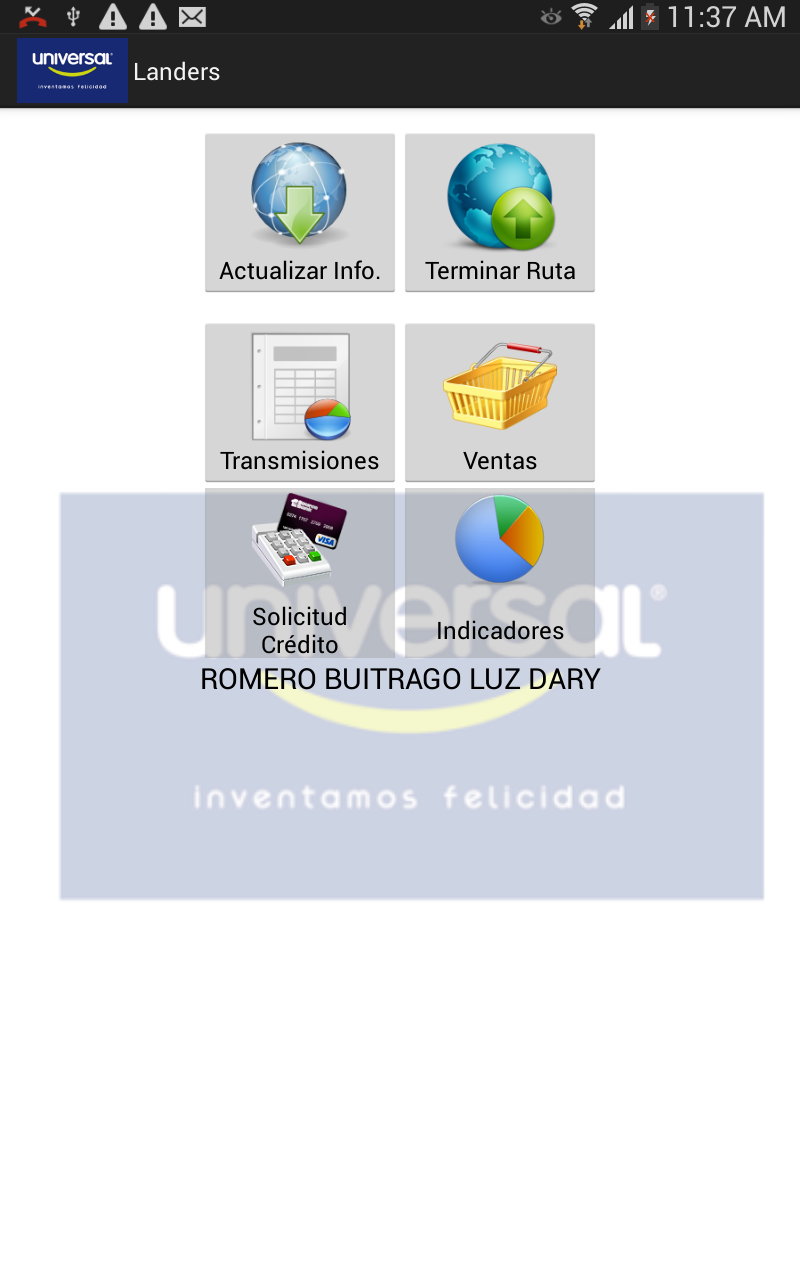 11:37 AM
universal
inventamos felicidad
Landers
Actualizar Info.
Terminar Ruta
Transmisiones
Ventas
VISA
Solicitud
Crédito
Indicadores
universal®
ROMERO BUITRAGO LUZ DARY
inventamos felicidad